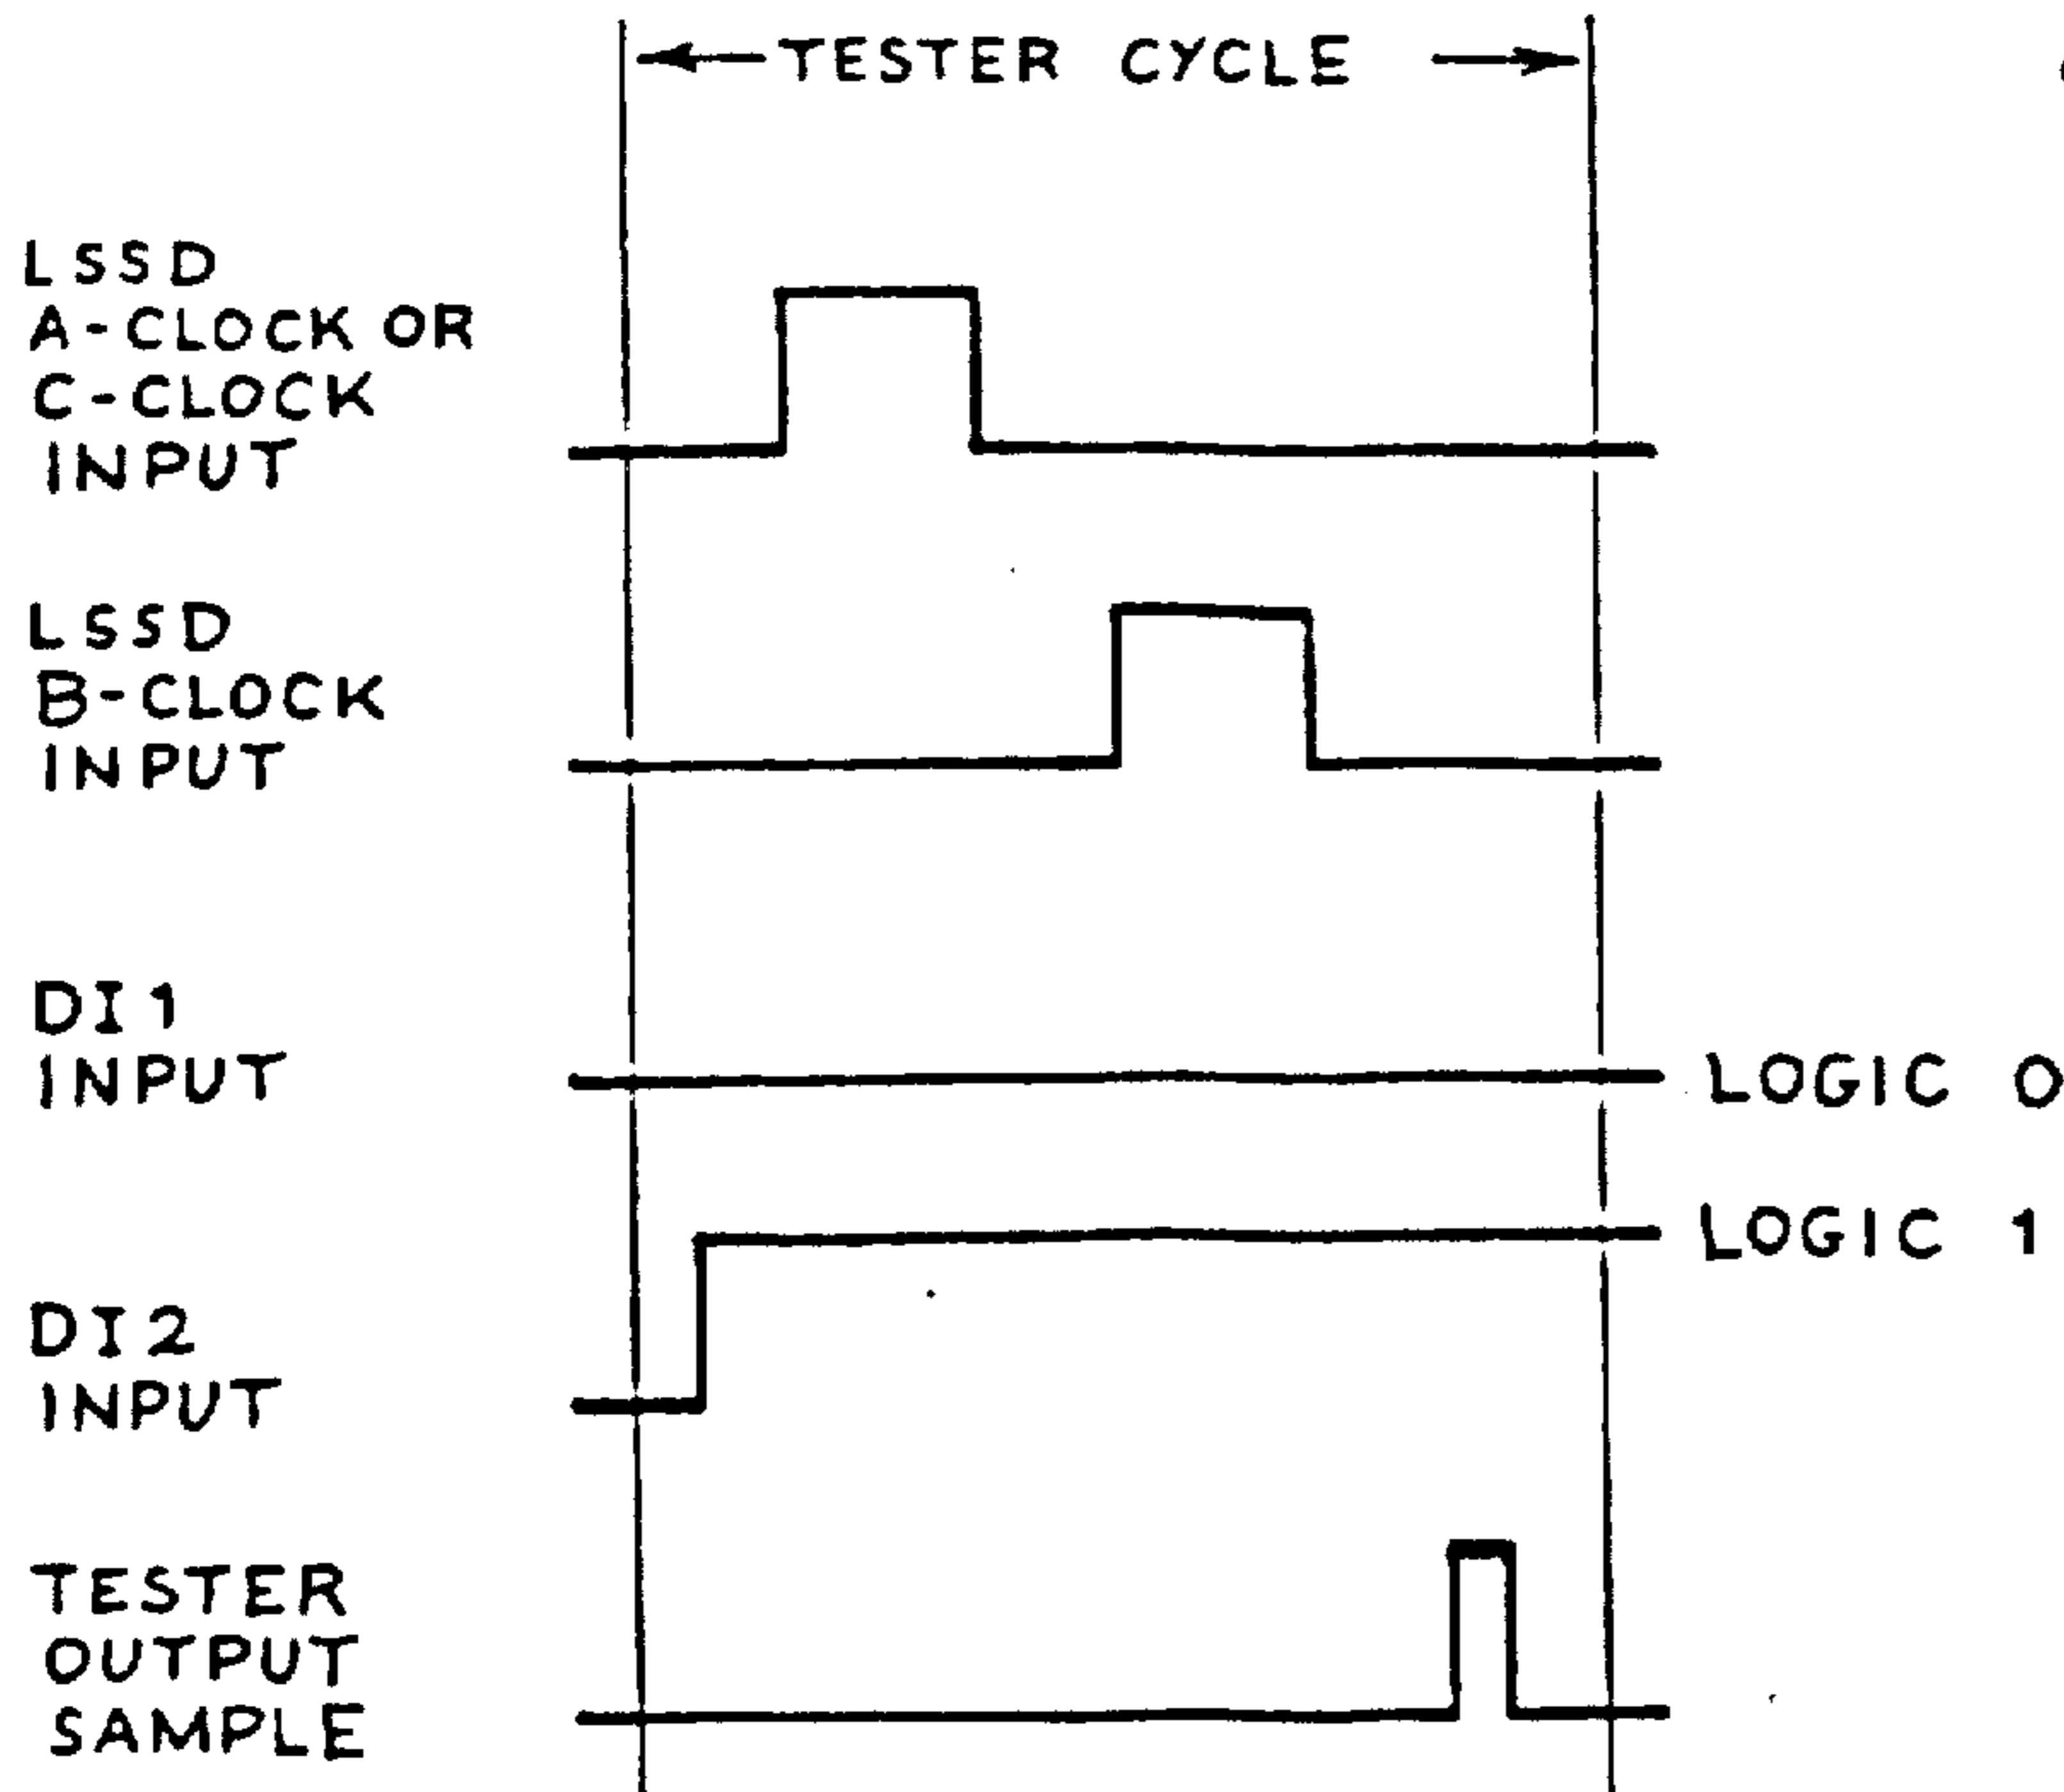 TESTER CYCLE
LSSD
A-CLOCK OR
C-CLOCK
INPUT
LSSD
B-CLOCK
INPUT
DI1
INPUT
LOGIC 0
LOGIC 1
DI2
INPUT
TESTER
OUTPUT
SAMPLE